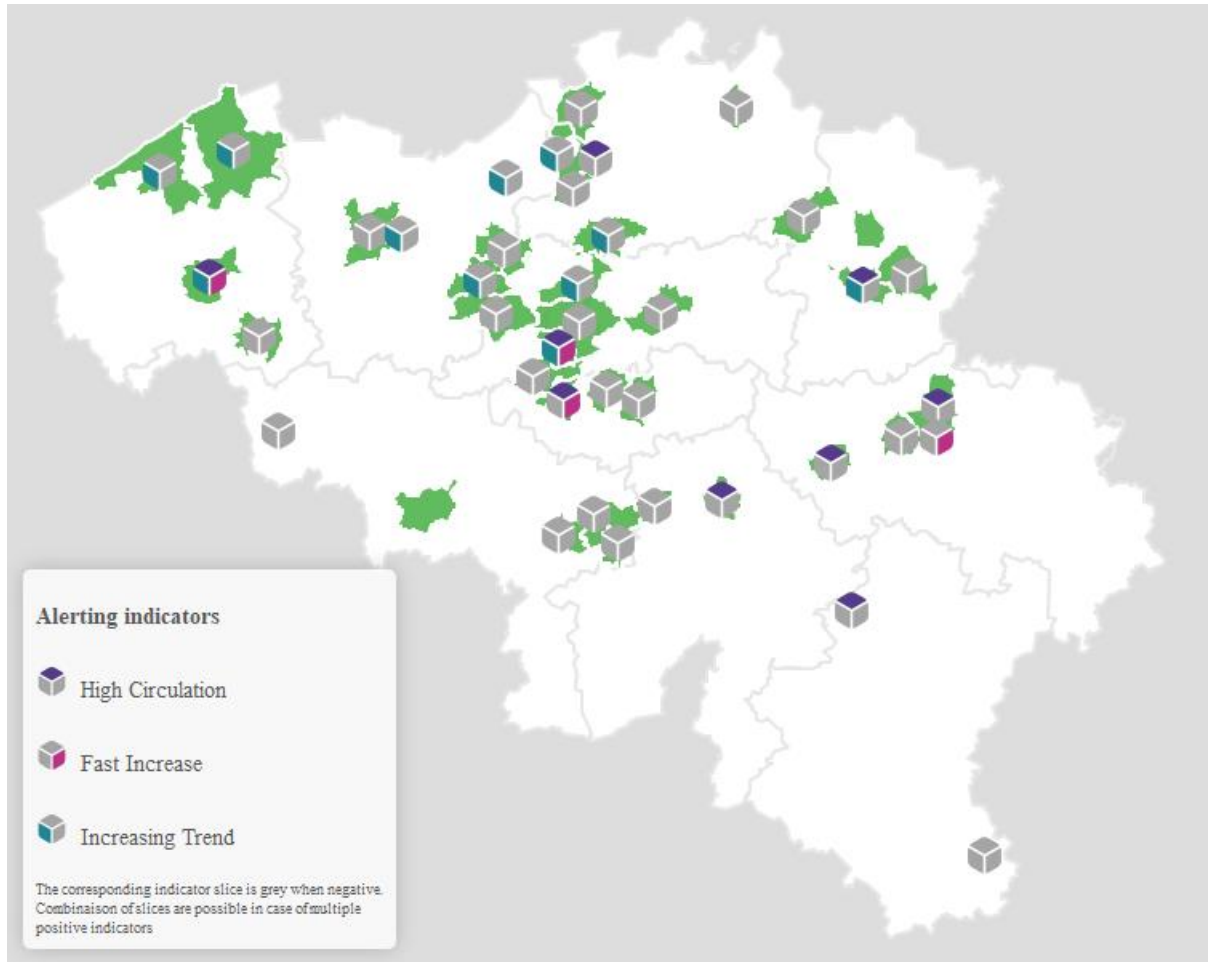 Alerting indicators
High Circulation
Fast Increase
Increasing Trend
The corresponding indicator slice is grey when negative.
Combinaison of slices are possible in case of multiple
positive indicators